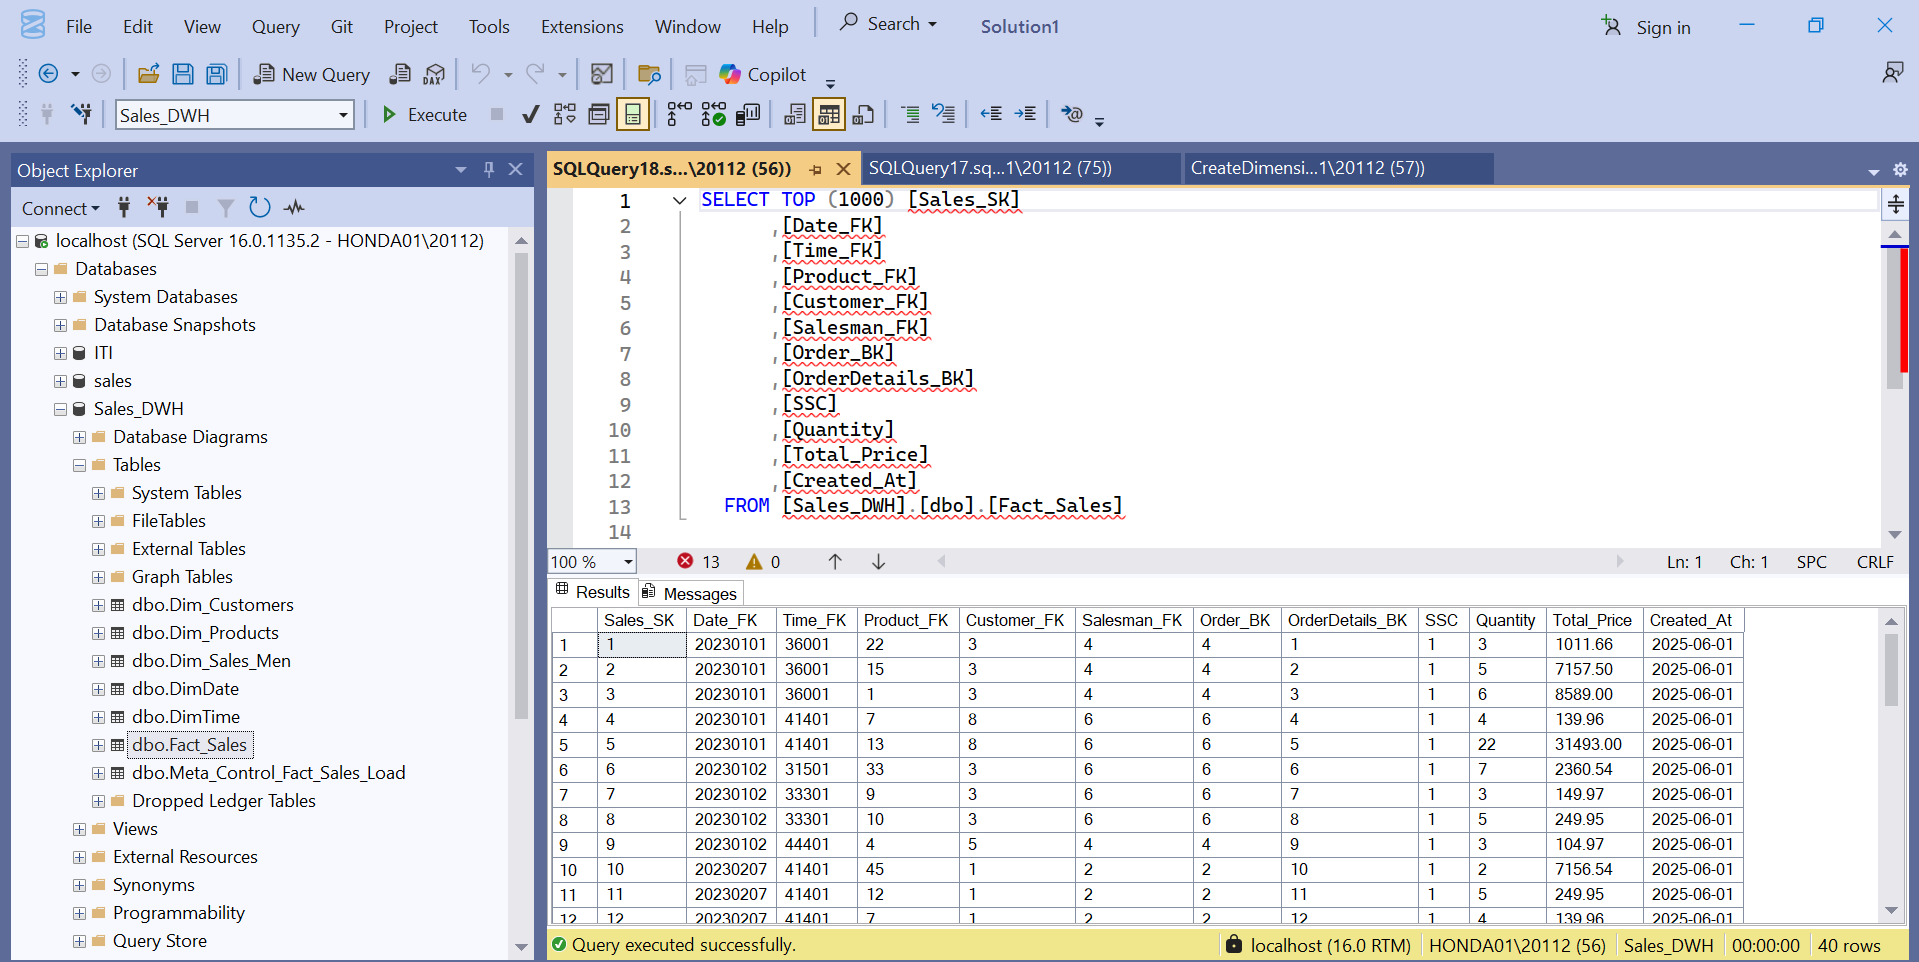 File Edit View Query Git Project Tools Extensions Window Help Search Solution1 Sign in
New Query DAX Copilot
Sales_DWH Execute
Object Explorer
Connect
localhost (SQL Server 16.0.1135.2 - HONDA01\20112)
Databases
System Databases
Database Snapshots
ITI
sales
Sales_DWH
Database Diagrams
Tables
System Tables
FileTables
External Tables
Graph Tables
dbo.Dim_Customers
dbo.Dim_Products
dbo.Dim_Sales_Men
dbo.DimDate
dbo.DimTime
dbo.Fact_Sales
dbo.Meta_Control_Fact_Sales_Load
Dropped Ledger Tables
Views
External Resources
Synonyms
Programmability
Query Store
SQLQuery18.s...\20112 (56)) SQLQuery17.sq...1\20112 (75)) CreateDimensi...1\20112 (57))
1 SELECT TOP (1000) [Sales_SK]
2 ,[Date_FK]
3 ,[Time_FK]
4 ,[Product_FK]
5 ,[Customer_FK]
6 ,[Salesman_FK]
7 ,[Order_BK]
8 ,[OrderDetails_BK]
9 ,[SSC]
10 ,[Quantity]
11 ,[Total_Price]
12 ,[Created_At]
13 FROM [Sales_DWH].[dbo].[Fact_Sales]
14
100 % 13 0 Ln: 1 Ch: 1 SPC CRLF
Results Messages
Sales_SK Date_FK Time_FK Product_FK Customer_FK Salesman_FK Order_BK OrderDetails_BK SSC Quantity Total_Price Created_At
1 1 20230101 36001 22 3 4 4 1 1 3 1011.66 2025-06-01
2 2 20230101 36001 15 3 4 4 2 1 5 7157.50 2025-06-01
3 3 20230101 36001 1 3 4 4 3 1 6 8589.00 2025-06-01
4 4 20230101 41401 7 8 6 6 4 1 4 139.96 2025-06-01
5 5 20230101 41401 13 8 6 6 5 1 22 31493.00 2025-06-01
6 6 20230102 31501 33 3 6 6 6 1 7 2360.54 2025-06-01
7 7 20230102 33301 9 3 6 6 7 1 3 149.97 2025-06-01
8 8 20230102 33301 10 3 6 6 8 1 5 249.95 2025-06-01
9 9 20230102 44401 4 5 4 4 9 1 3 104.97 2025-06-01
10 10 20230207 41401 45 1 2 2 10 1 2 7156.54 2025-06-01
11 11 20230207 41401 12 1 2 2 11 1 5 249.95 2025-06-01
12 12 20230207 41401 7 1 2 2 12 1 4 139.96 2025-06-01
Query executed successfully. localhost (16.0 RTM) HONDA01\20112 (56) Sales_DWH 00:00:00 40 rows